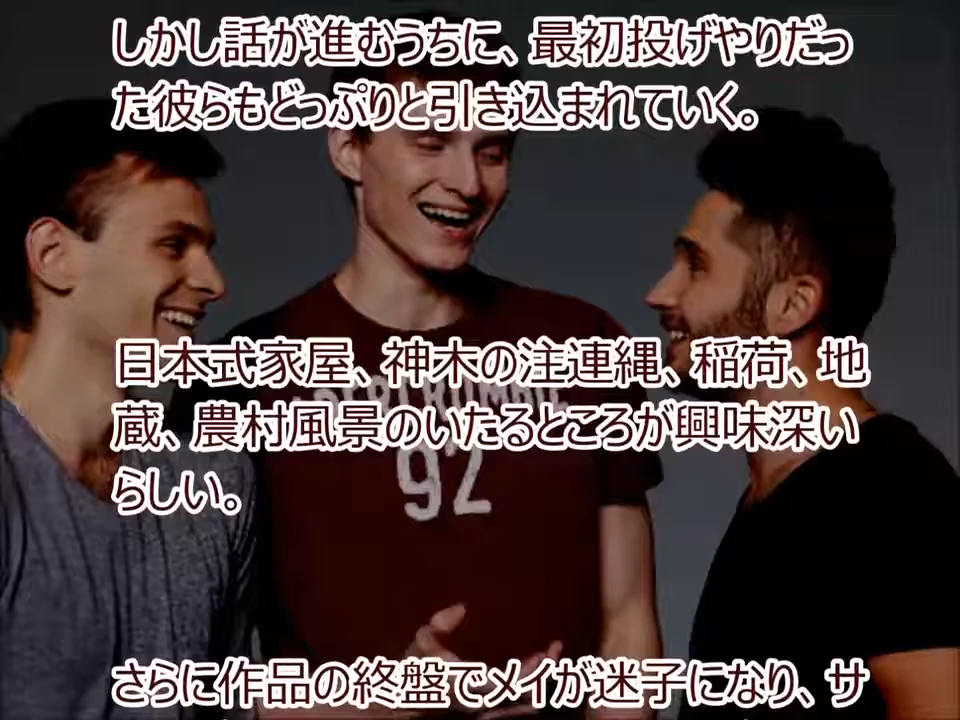 しかし話が進むうちに、最初投げやりだっ
た彼らもどっぷりと引き込まれていく。
日本式家屋、神木の注連縄、稲荷、地
蔵、農村風景のいたるところが興味深い
らしい。
92
さらに作品の終盤でメイが迷子になり、サ